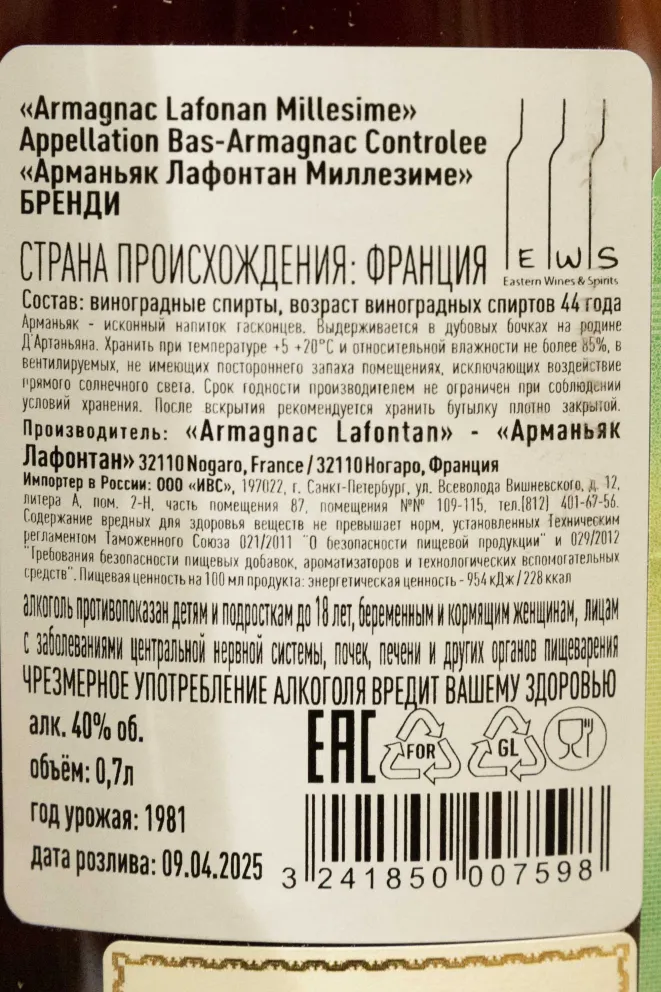 «Armagnac Lafonan Millesime»
Appellation Bas-Armagnac Controlee
«Арманьяк Лафонтан Миллезиме»
БРЕНДИ
EWS
Eastern Wines & Spirits
СТРАНА ПРОИСХОЖДЕНИЯ: ФРАНЦИЯ
Состав: виноградные спирты, возраст виноградных спиртов 44 года
Арманьяк - исконный напиток гасконцев. Выдерживается в дубовых бочках на родине
Д'Артаньяна. Хранить при температуре +5 +20°С и относительной влажности не более 85%, в
вентилируемых, не имеющих постороннего запаха помещениях, исключающих воздействие
прямого солнечного света. Срок годности производителем не ограничен при соблюдении
условий хранения. После вскрытия рекомендуется хранить бутылку плотно закрытой.
Производитель: «Armagnac Lafontan» - «Арманьяк
Лафонтан» 32110 Nogaro, France / 32110 Ногаро, Франция
Импортер в России: ООО «ИВС», 197022, г. Санкт-Петербург, ул. Всеволода Вишневского, д. 12,
литера А, пом. 2-Н, часть помещения 87, помещения №№ 109-115, тел.(812) 401-67-56.
Содержание вредных для здоровья веществ не превышает норм, установленных Техническим
регламентом Таможенного Союза 021/2011 "О безопасности пищевой продукции" и 029/2012
"Требования безопасности пищевых добавок, ароматизаторов и технологических вспомогательных
средств". Пищевая ценность на 100 мл продукта: энергетическая ценность - 954 кДж / 228 ккал
алкоголь противопоказан детям и подросткам до 18 лет, беременным и кормящим женщинам, лицам
с заболеваниями центральной нервной системы, почек, печени и других органов пищеварения
ЧРЕЗМЕРНОЕ УПОТРЕБЛЕНИЕ АЛКОГОЛЯ ВРЕДИТ ВАШЕМУ ЗДОРОВЬЮ
алк. 40% об.
объём: 0,7л
год урожая: 1981
дата розлива: 09.04.2025
EAC
FOR
GL
3 241850 007598